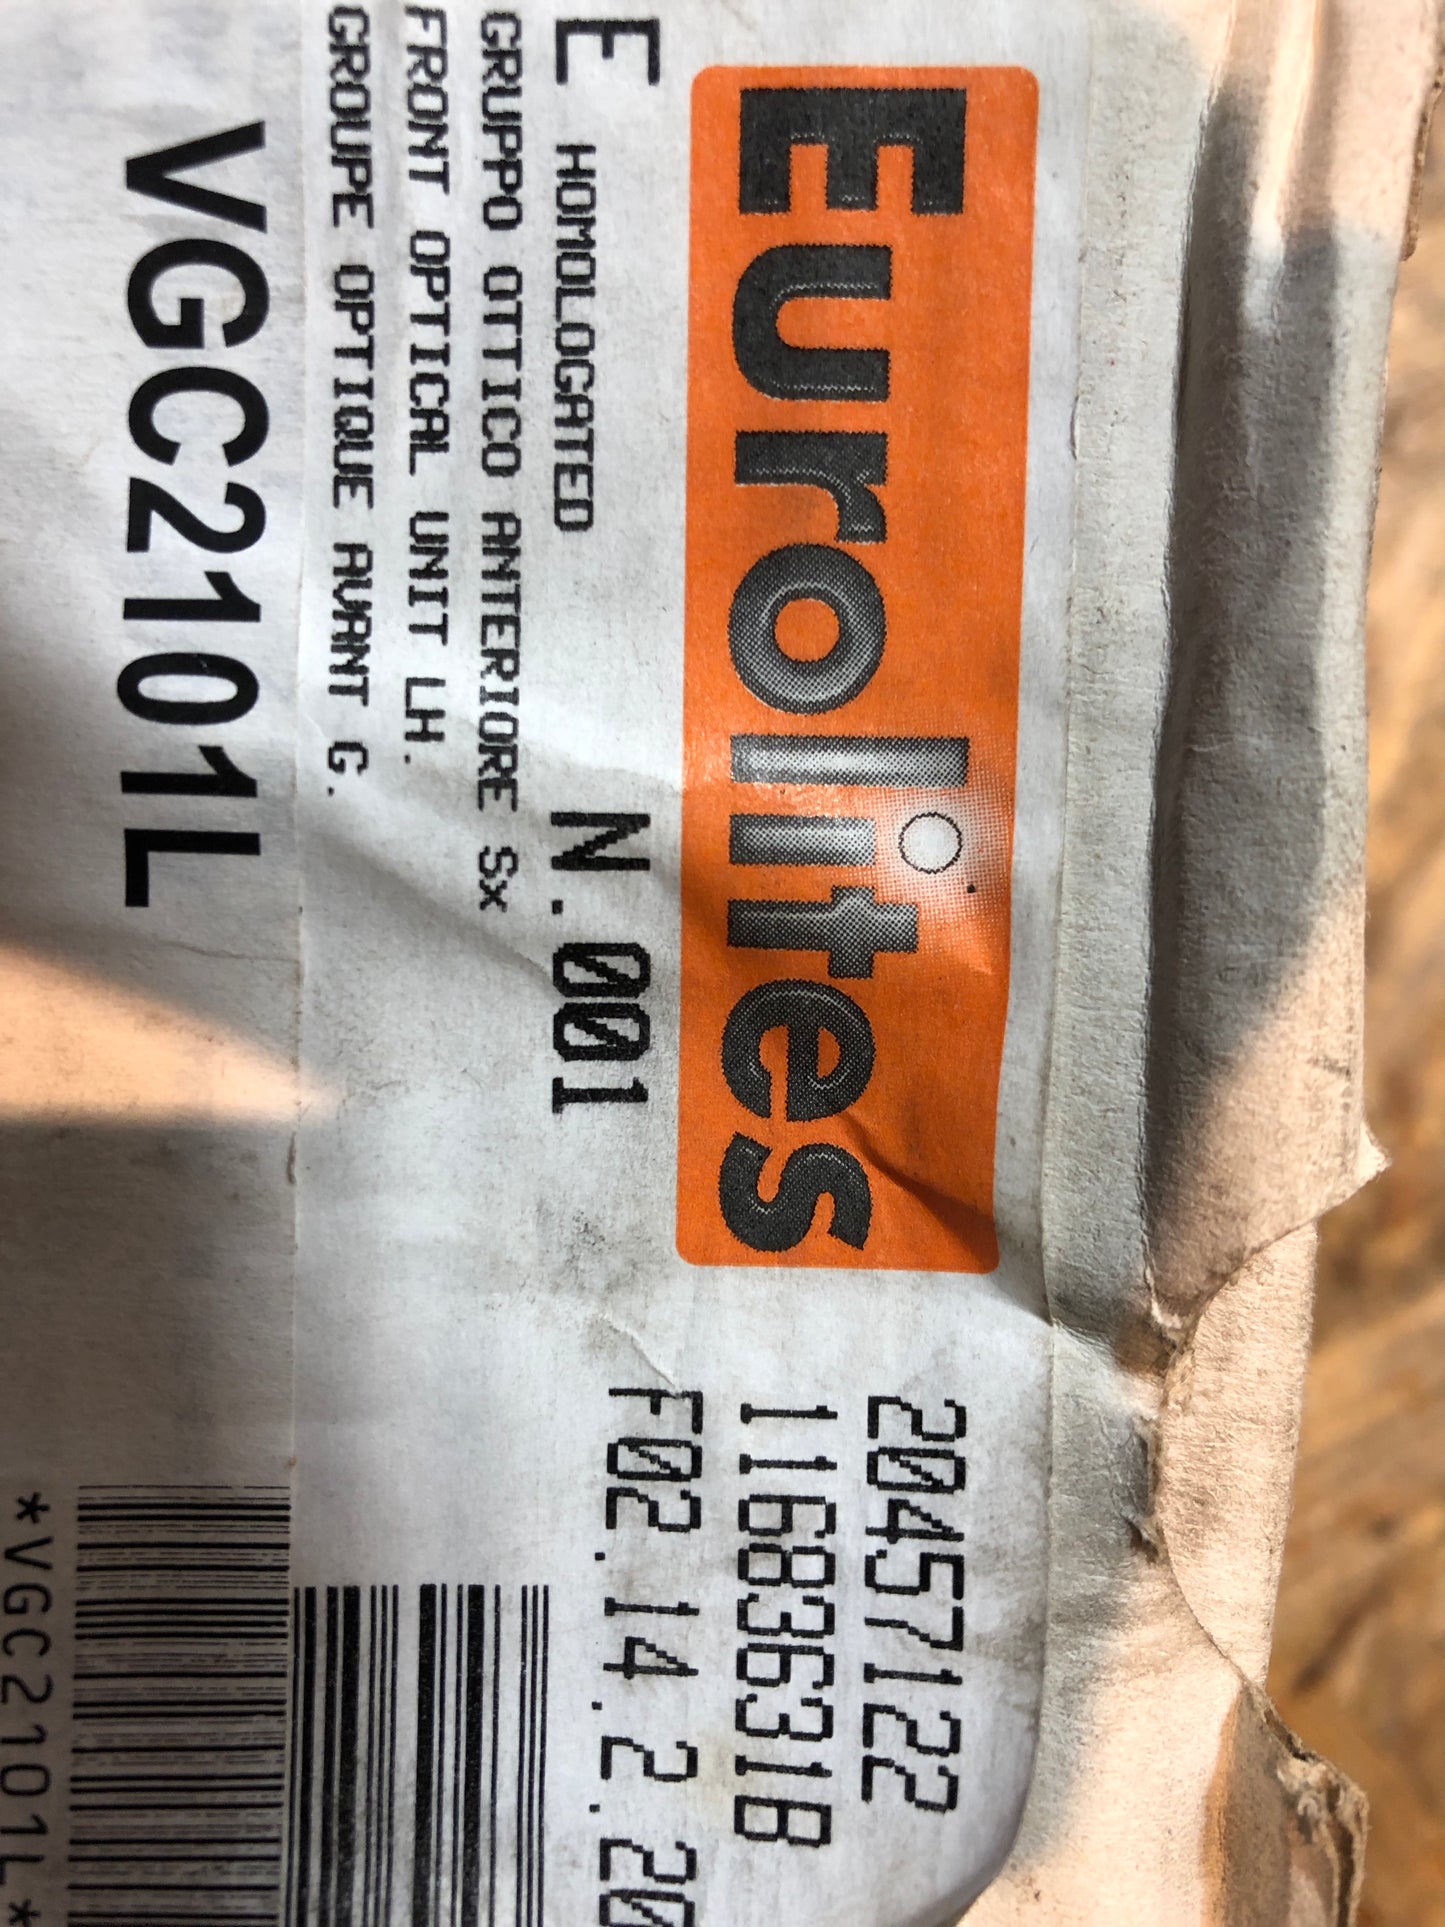 Eurolites
20457122
11683631B
F02.14.2.20
E HOMOLOGATED N.001
GRUPPO OTTICO ANTERIORE Sx
FRONT OPTICAL UNIT LH.
GROUPE OPTIQUE AVANT G.
VGC2101L
*VGC2101L*